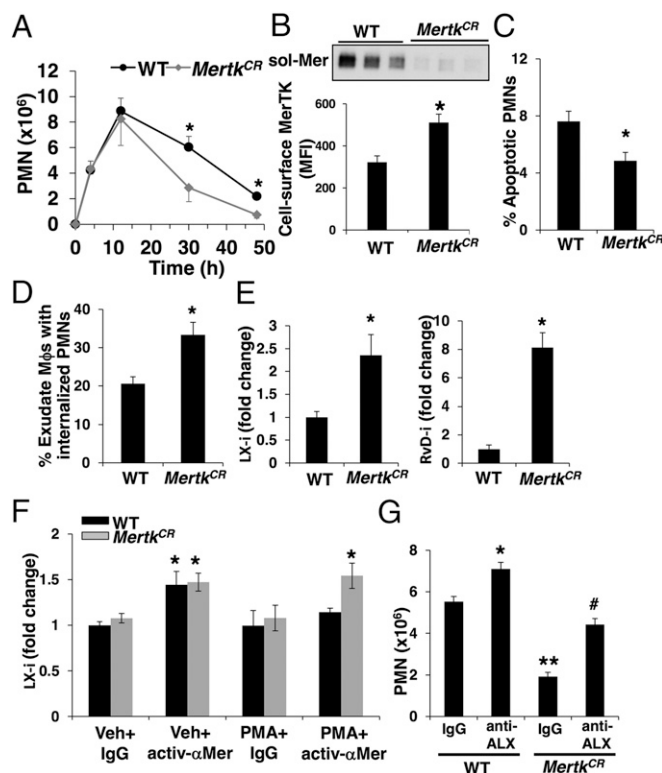 A
WT
Mertk^CR
PMN (x10^6)
12
10
8
6
4
2
0
*
*
0
10
20
30
40
50
Time (h)
B
WT
Mertk^CR
sol-Mer
Cell-surface MerTK
(MFI)
600
400
200
0
*
WT
Mertk^CR
C
% Apoptotic PMNs
10
8
6
4
2
0
*
WT
Mertk^CR
D
% Exudate Mϕs with
internalized PMNs
40
30
20
10
0
*
WT
Mertk^CR
E
LX-i (fold change)
3
2.5
2
1.5
1
0.5
0
*
WT
Mertk^CR
RvD-i (fold change)
10
8
6
4
2
0
*
WT
Mertk^CR
F
WT
Mertk^CR
LX-i (fold change)
2
1.5
1
0.5
0
* *
*
Veh+
IgG
Veh+
activ-αMer
PMA+
IgG
PMA+
activ-αMer
G
PMN (x10^6)
8
6
4
2
0
*
**
#
IgG
anti-
ALX
IgG
anti-
ALX
WT
Mertk^CR